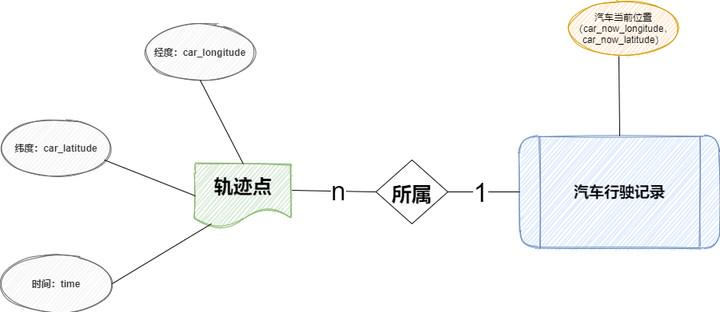 汽车当前位置
（car_now_longitude，
car_now_latitude）
经度：car_longitude
纬度：car_latitude
轨迹点
n
所属
1
汽车行驶记录
时间：time